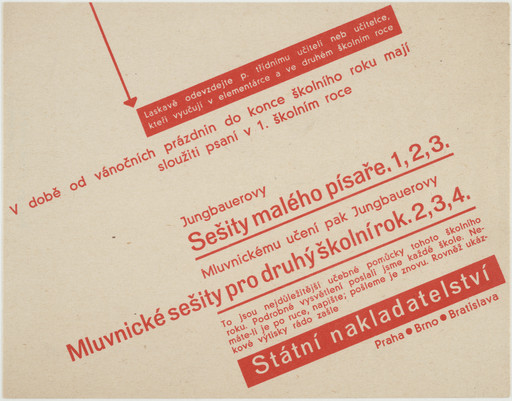 Laskavě odevzdejte p. třídnímu učiteli neb učitelce,
kteří vyučují v elementárce a ve druhém školním roce
V době od vánočních prázdnin do konce školního roku mají
sloužiti psaní v 1. školním roce
Jungbauerovy
Sešity malého písaře.1,2,3.
Mluvnickému učení pak Jungbauerovy
Mluvnické sešity pro druhý školní rok.2,3,4.
To jsou nejdůležitější učebné pomůcky tohoto školního
roku. Podrobné vysvětlení poslali jsme každé škole. Ne-
máte-li je po ruce, napište; pošleme je znovu. Rovněž ukáz-
kové výtisky rádo zašle
Státní nakladatelství
Praha ● Brno ● Bratislava